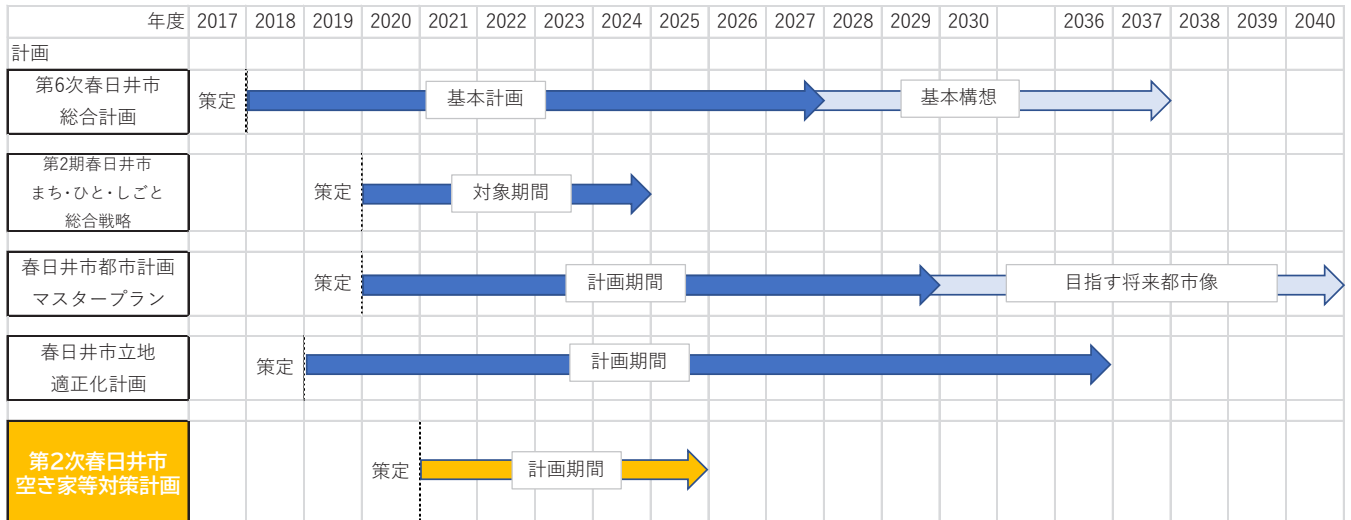 年度 2017 2018 2019 2020 2021 2022 2023 2024 2025 2026 2027 2028 2029 2030 2036 2037 2038 2039 2040
計画
第6次春日井市
総合計画
策定
基本計画
基本構想
第2期春日井市
まち・ひと・しごと
総合戦略
策定
対象期間
春日井市都市計画
マスタープラン
策定
計画期間
目指す将来都市像
春日井市立地
適正化計画
策定
計画期間
第2次春日井市
空き家等対策計画
策定
計画期間